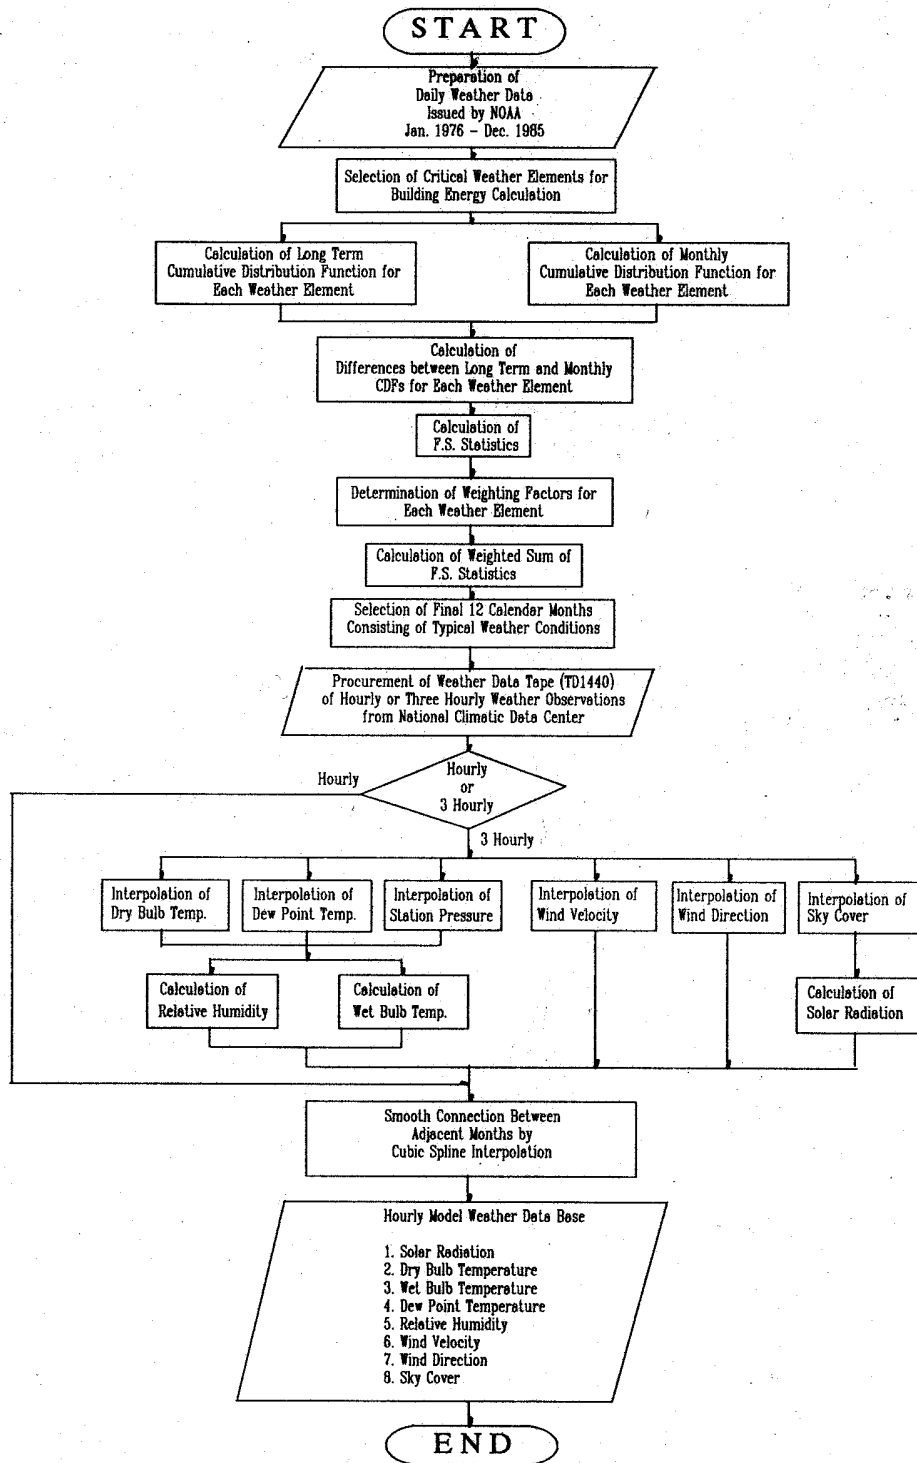 START
Preparation of
Daily Weather Data
Issued by NOAA
Jan. 1976 - Dec. 1985
Selection of Critical Weather Elements for
Building Energy Calculation
Calculation of Long Term
Cumulative Distribution Function for
Each Weather Element
Calculation of Monthly
Cumulative Distribution Function for
Each Weather Element
Calculation of
Differences between Long Term and Monthly
CDFs for Each Weather Element
Calculation of
F.S. Statistics
Determination of Weighting Factors for
Each Weather Element
Calculation of Weighted Sum of
F.S. Statistics
Selection of Final 12 Calendar Months
Consisting of Typical Weather Conditions
Procurement of Weather Data Tape (TD1440)
of Hourly or Three Hourly Weather Observations
from National Climatic Data Center
Hourly
Hourly
or
3 Hourly
3 Hourly
Interpolation of
Dry Bulb Temp.
Interpolation of
Dew Point Temp.
Interpolation of
Station Pressure
Interpolation of
Wind Velocity
Interpolation of
Wind Direction
Interpolation of
Sky Cover
Calculation of
Relative Humidity
Calculation of
Wet Bulb Temp.
Calculation of
Solar Radiation
Smooth Connection Between
Adjacent Months by
Cubic Spline Interpolation
Hourly Model Weather Data Base
1. Solar Radiation
2. Dry Bulb Temperature
3. Wet Bulb Temperature
4. Dew Point Temperature
5. Relative Humidity
6. Wind Velocity
7. Wind Direction
8. Sky Cover
END